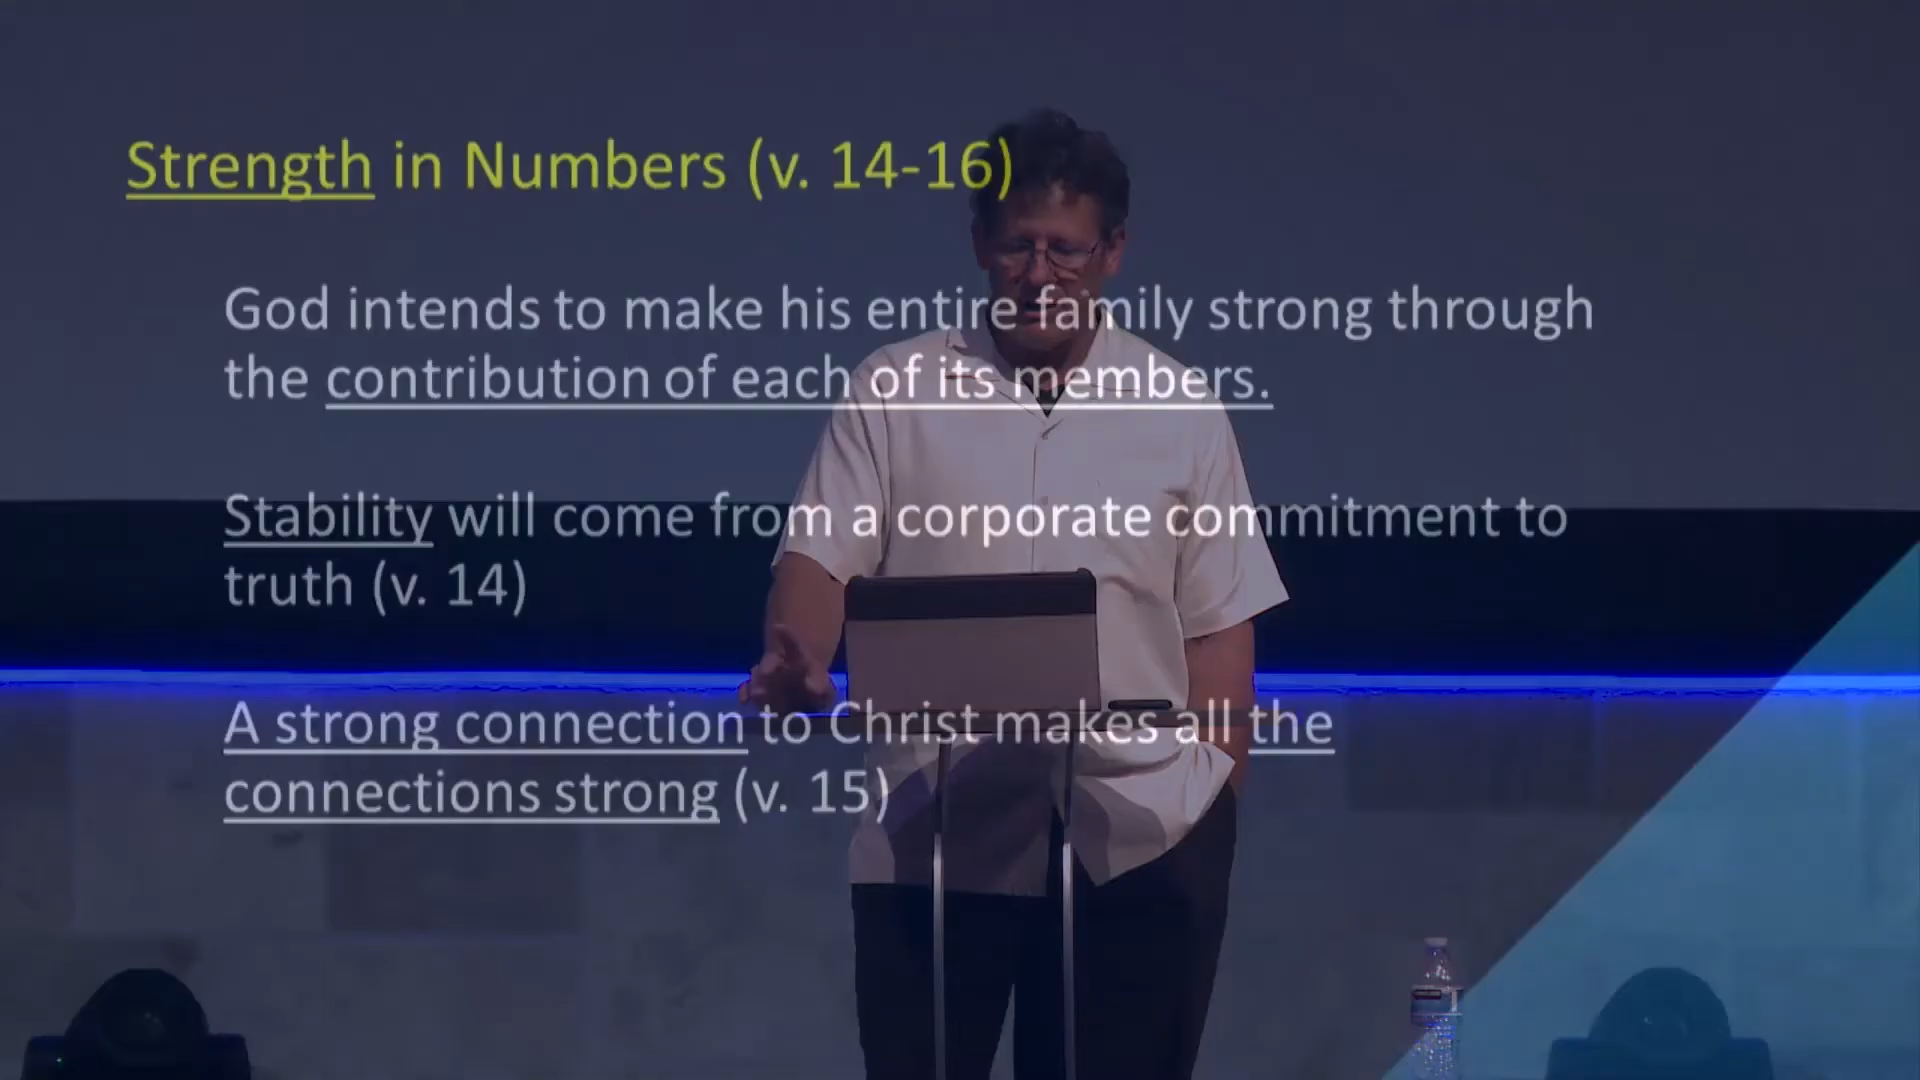 Strength in Numbers (v. 14-16)
God intends to make his entire family strong through
the contribution of each of its members.
Stability will come from a corporate commitment to
truth (v. 14)
A strong connection to Christ makes all the
connections strong (v. 15)